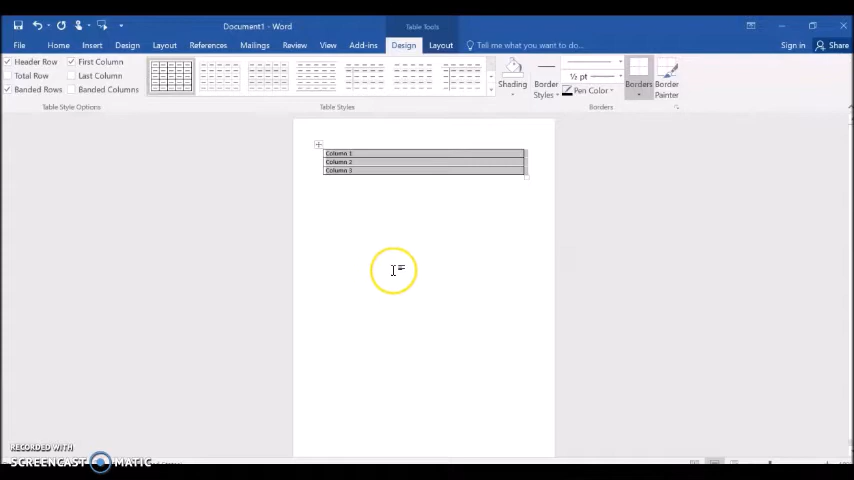 Document1 - Word
Table Tools
File Home Insert Design Layout References Mailings Review View Add-ins Design Layout Tell me what you want to do... Sign in Share
Header Row First Column
Total Row Last Column
Banded Rows Banded Columns
Shading
Border Styles
½ pt
Pen Color
Borders
Border Painter
Table Style Options
Table Styles
Borders
Column 1
Column 2
Column 3
RECORDED WITH
SCREENCAST MATIC